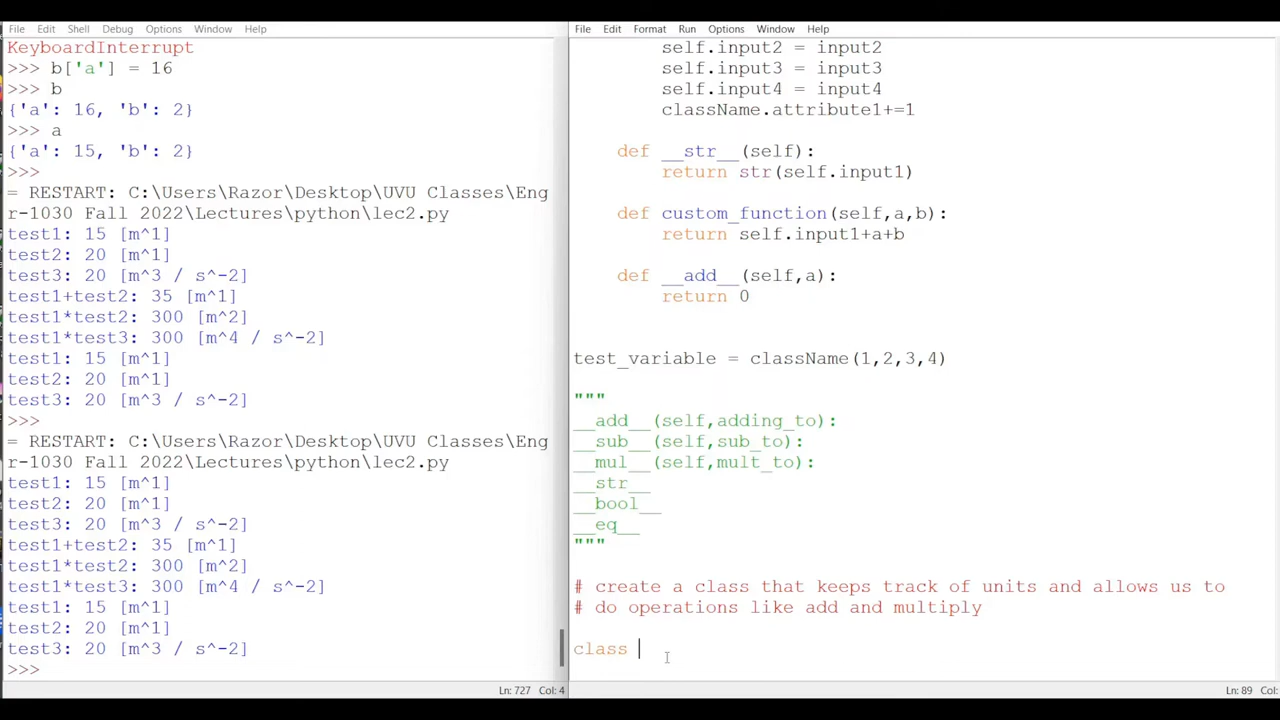 File Edit Shell Debug Options Window Help
KeyboardInterrupt
>>> b['a'] = 16
>>> b
{'a': 16, 'b': 2}
>>> a
{'a': 15, 'b': 2}
>>>
= RESTART: C:\Users\Razor\Desktop\UVU Classes\Eng
r-1030 Fall 2022\Lectures\python\lec2.py
test1: 15 [m^1]
test2: 20 [m^1]
test3: 20 [m^3 / s^-2]
test1+test2: 35 [m^1]
test1*test2: 300 [m^2]
test1*test3: 300 [m^4 / s^-2]
test1: 15 [m^1]
test2: 20 [m^1]
test3: 20 [m^3 / s^-2]
>>>
= RESTART: C:\Users\Razor\Desktop\UVU Classes\Eng
r-1030 Fall 2022\Lectures\python\lec2.py
test1: 15 [m^1]
test2: 20 [m^1]
test3: 20 [m^3 / s^-2]
test1+test2: 35 [m^1]
test1*test2: 300 [m^2]
test1*test3: 300 [m^4 / s^-2]
test1: 15 [m^1]
test2: 20 [m^1]
test3: 20 [m^3 / s^-2]
>>>
Ln: 727 Col: 4
File Edit Format Run Options Window Help
self.input2 = input2
self.input3 = input3
self.input4 = input4
className.attribute1+=1
def __str__(self):
return str(self.input1)
def custom_function(self,a,b):
return self.input1+a+b
def __add__(self,a):
return 0
test_variable = className(1,2,3,4)
"""
__add__(self,adding_to):
__sub__(self,sub_to):
__mul__(self,mult_to):
__str__
__bool__
__eq__
"""
# create a class that keeps track of units and allows us to
# do operations like add and multiply
class
Ln: 89 Col: